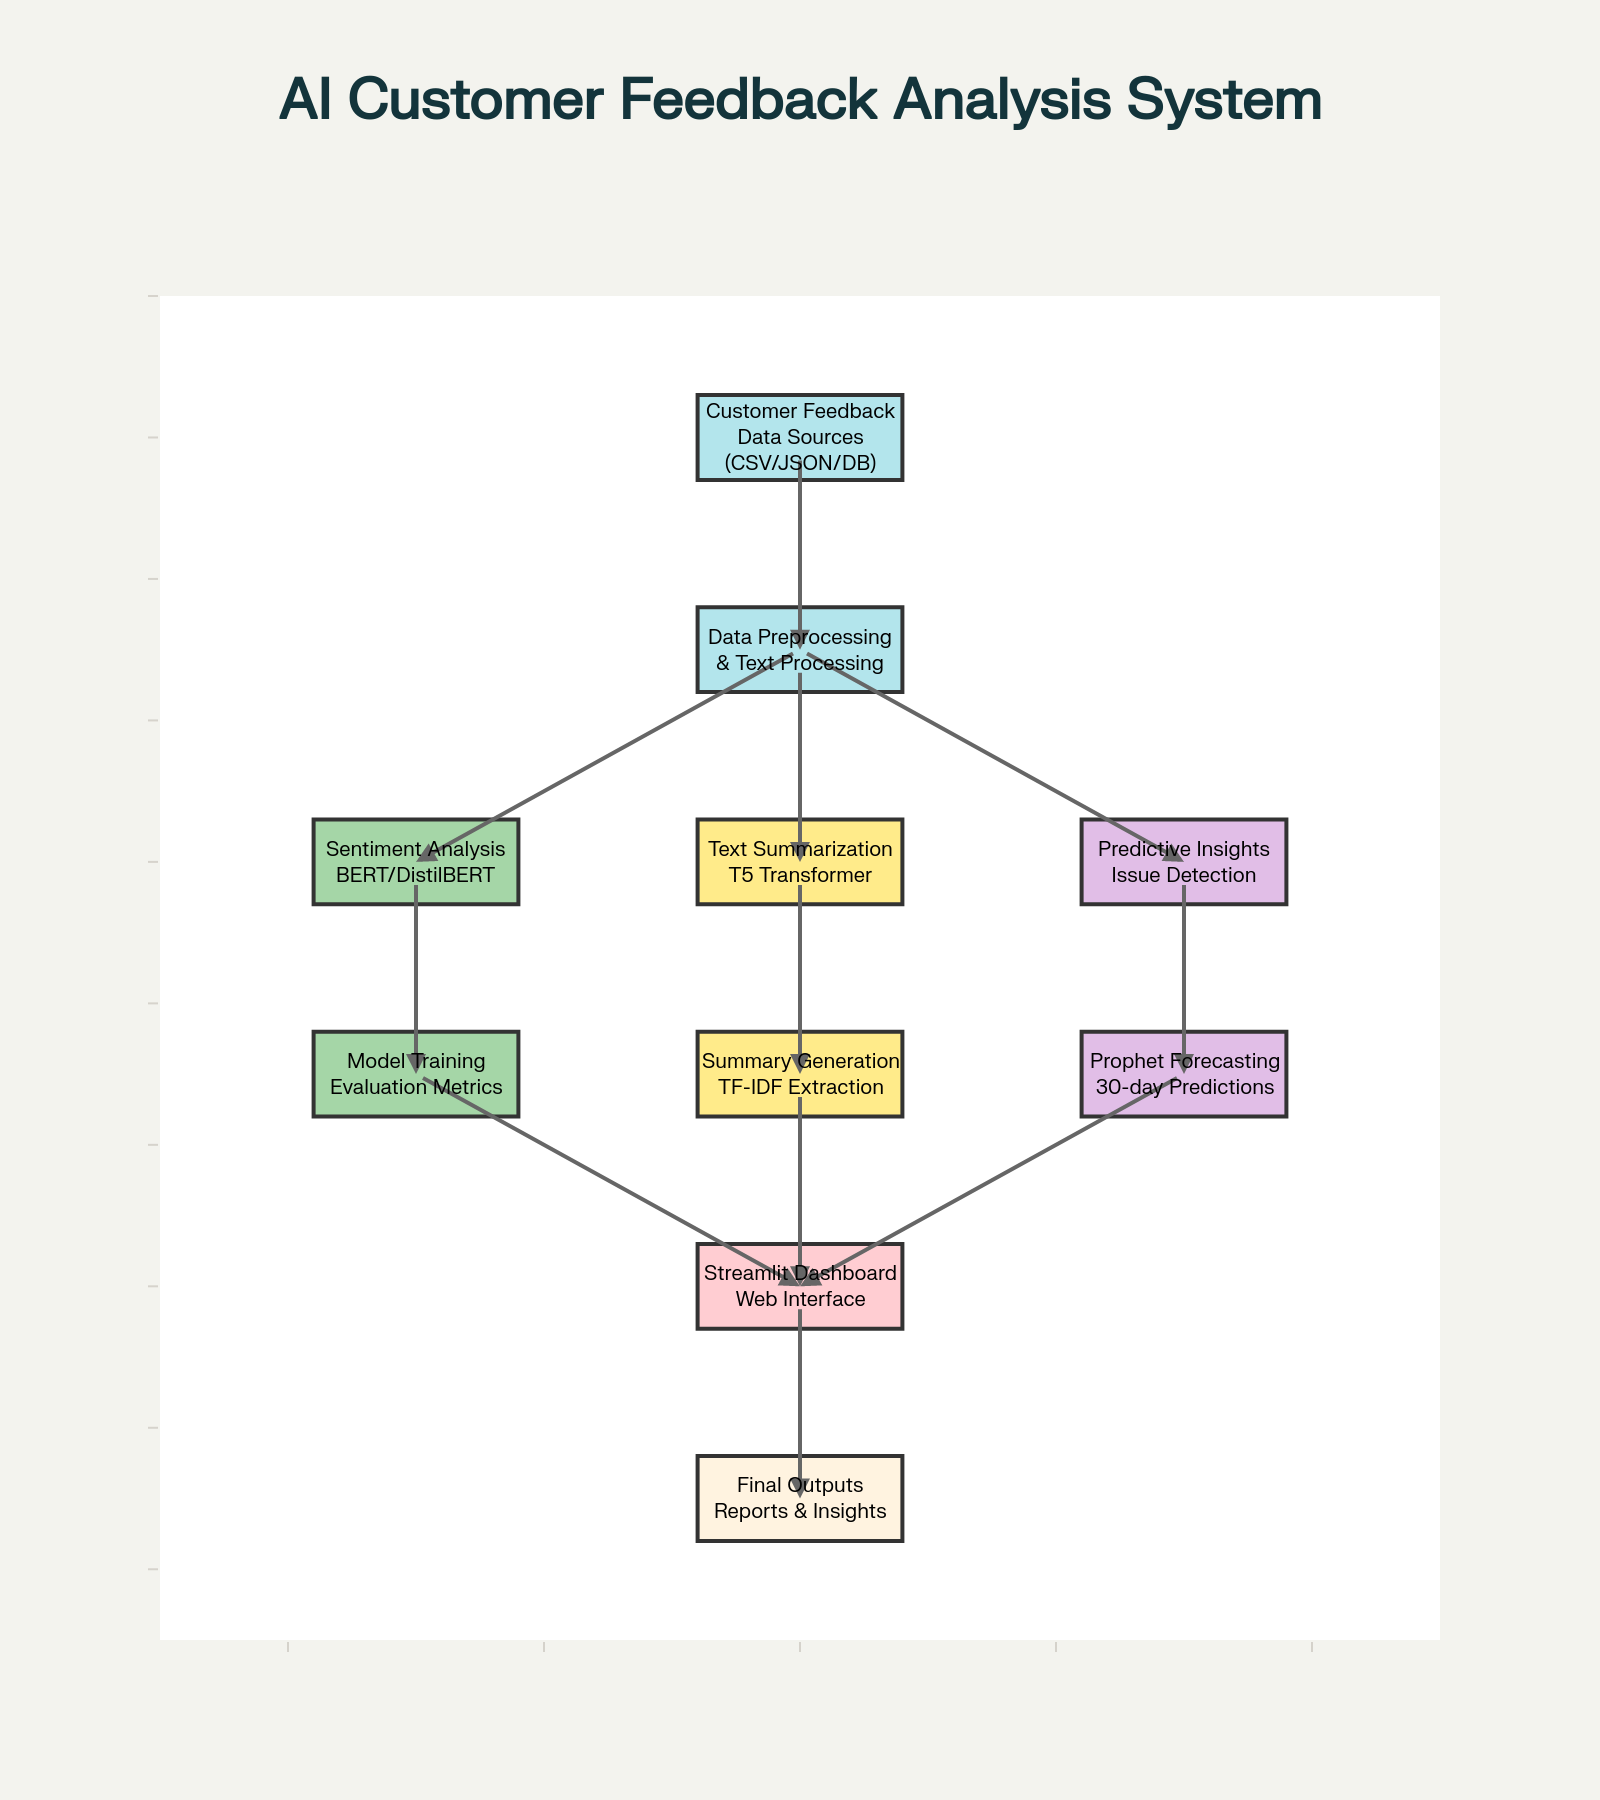 AI Customer Feedback Analysis System
Customer Feedback
Data Sources
(CSV/JSON/DB)
Data Preprocessing
& Text Processing
Sentiment Analysis
BERT/DistilBERT
Text Summarization
T5 Transformer
Predictive Insights
Issue Detection
Model Training
Evaluation Metrics
Summary Generation
TF-IDF Extraction
Prophet Forecasting
30-day Predictions
Streamlit Dashboard
Web Interface
Final Outputs
Reports & Insights